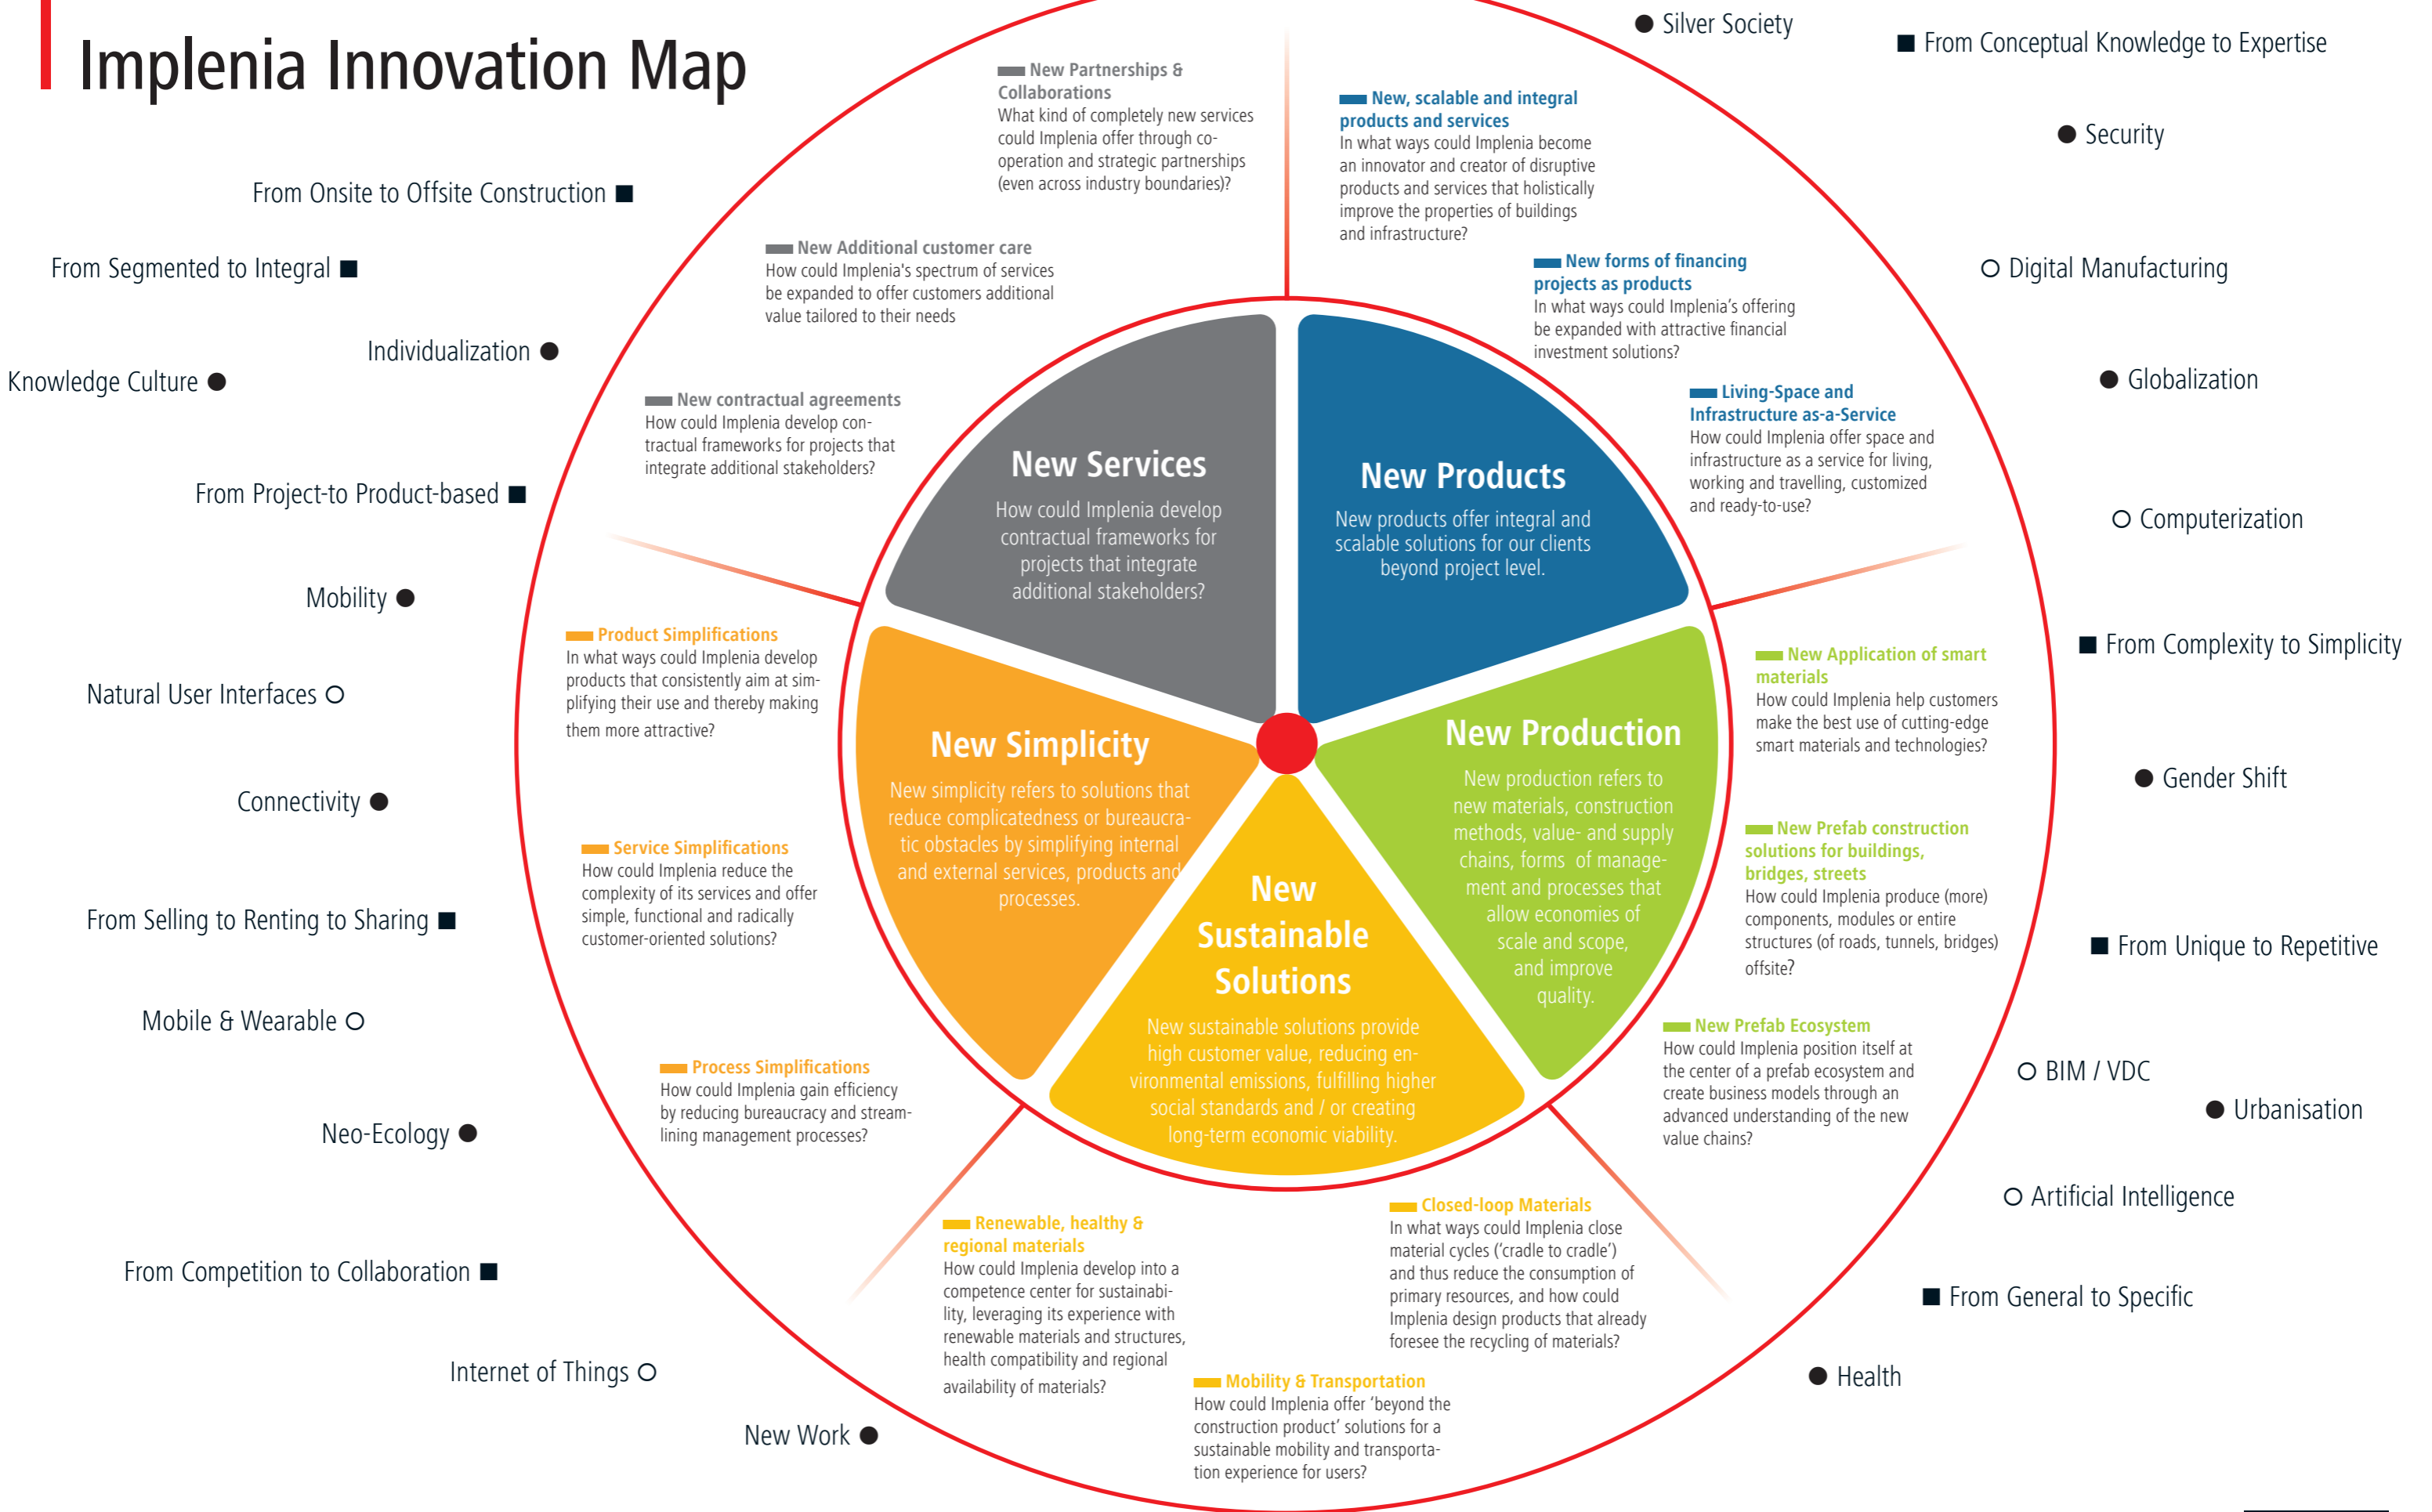 Implenia Innovation Map
From Onsite to Offsite Construction
From Segmented to Integral
Individualization
Knowledge Culture
From Project-to Product-based
Mobility
Natural User Interfaces
Connectivity
From Selling to Renting to Sharing
Mobile & Wearable
Neo-Ecology
From Competition to Collaboration
Internet of Things
New Work
New Partnerships &
Collaborations
What kind of completely new services
could Implenia offer through co-
operation and strategic partnerships
(even across industry boundaries)?
New Additional customer care
How could Implenia's spectrum of services
be expanded to offer customers additional
value tailored to their needs
New contractual agreements
How could Implenia develop con-
tractual frameworks for projects that
integrate additional stakeholders?
Product Simplifications
In what ways could Implenia develop
products that consistently aim at sim-
plifying their use and thereby making
them more attractive?
Service Simplifications
How could Implenia reduce the
complexity of its services and offer
simple, functional and radically
customer-oriented solutions?
Process Simplifications
How could Implenia gain efficiency
by reducing bureaucracy and stream-
lining management processes?
New Services
How could Implenia develop
contractual frameworks for
projects that integrate
additional stakeholders?
New Products
New products offer integral and
scalable solutions for our clients
beyond project level.
New Simplicity
New simplicity refers to solutions that
reduce complicatedness or bureaucra-
tic obstacles by simplifying internal
and external services, products and
processes.
New Production
New production refers to
new materials, construction
methods, value- and supply
chains, forms of manage-
ment and processes that
allow economies of
scale and scope,
and improve
quality.
New
Sustainable
Solutions
New sustainable solutions provide
high customer value, reducing en-
vironmental emissions, fulfilling higher
social standards and / or creating
long-term economic viability.
New, scalable and integral
products and services
In what ways could Implenia become
an innovator and creator of disruptive
products and services that holistically
improve the properties of buildings
and infrastructure?
New forms of financing
projects as products
In what ways could Implenia’s offering
be expanded with attractive financial
investment solutions?
Living-Space and
Infrastructure as-a-Service
How could Implenia offer space and
infrastructure as a service for living,
working and travelling, customized
and ready-to-use?
New Application of smart
materials
How could Implenia help customers
make the best use of cutting-edge
smart materials and technologies?
New Prefab construction
solutions for buildings,
bridges, streets
How could Implenia produce (more)
components, modules or entire
structures (of roads, tunnels, bridges)
offsite?
New Prefab Ecosystem
How could Implenia position itself at
the center of a prefab ecosystem and
create business models through an
advanced understanding of the new
value chains?
Renewable, healthy &
regional materials
How could Implenia develop into a
competence center for sustainabi-
lity, leveraging its experience with
renewable materials and structures,
health compatibility and regional
availability of materials?
Closed-loop Materials
In what ways could Implenia close
material cycles (‘cradle to cradle’)
and thus reduce the consumption of
primary resources, and how could
Implenia design products that already
foresee the recycling of materials?
Mobility & Transportation
How could Implenia offer ‘beyond the
construction product’ solutions for a
sustainable mobility and transporta-
tion experience for users?
Silver Society
From Conceptual Knowledge to Expertise
Security
Digital Manufacturing
Globalization
Computerization
From Complexity to Simplicity
Gender Shift
From Unique to Repetitive
BIM / VDC
Urbanisation
Artificial Intelligence
From General to Specific
Health